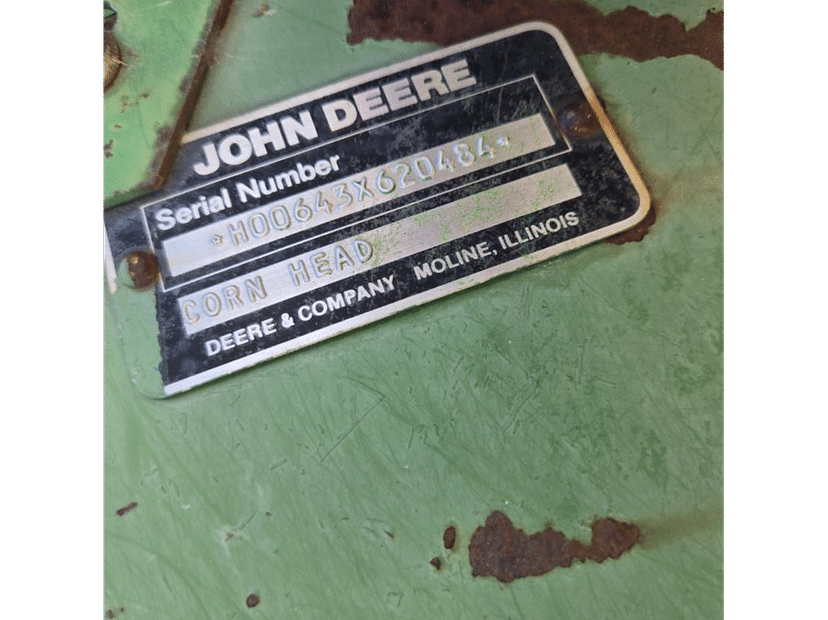 JOHN DEERE
Serial Number
*H00643X620484*
CORN HEAD
DEERE & COMPANY MOLINE, ILLINOIS